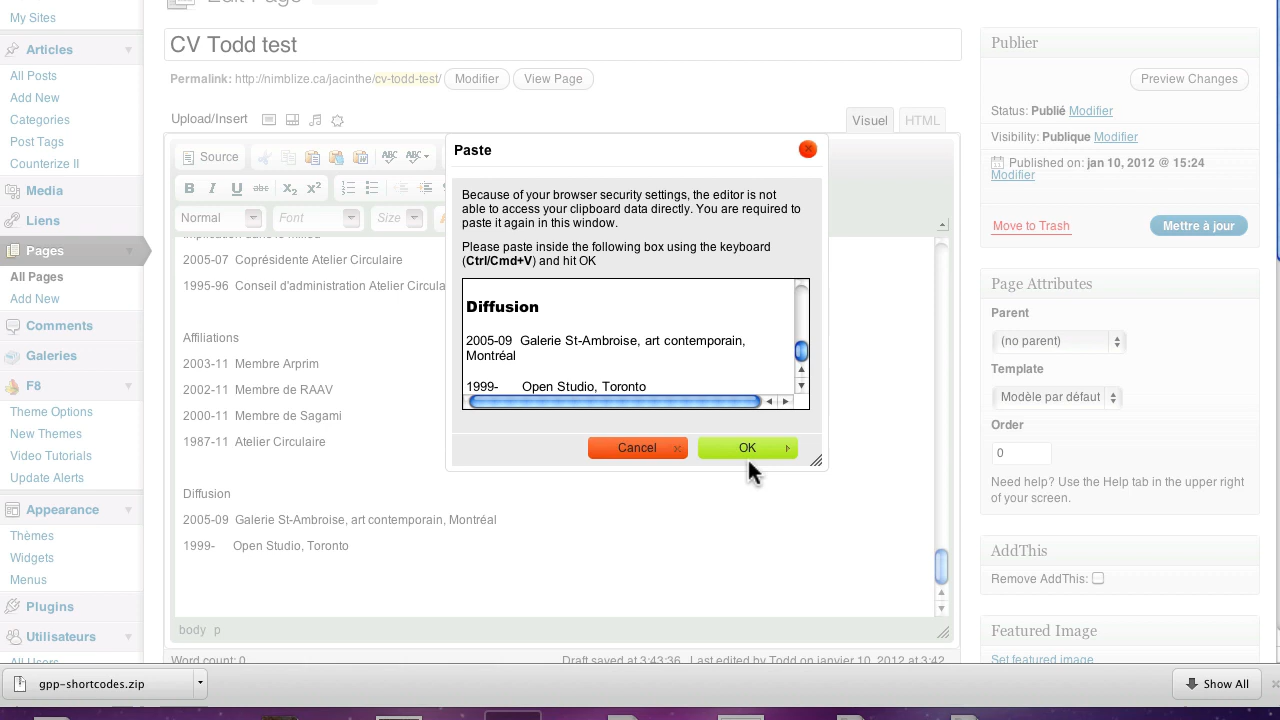 Edit Page
My Sites
Articles
All Posts
Add New
Categories
Post Tags
Counterize II
Media
Liens
Pages
All Pages
Add New
Comments
Galeries
F8
Theme Options
New Themes
Video Tutorials
Update Alerts
Appearance
Thèmes
Widgets
Menus
Plugins
Utilisateurs
All Users
CV Todd test
Permalink: http://nimblize.ca/jacinthe/cv-todd-test/ Modifier View Page
Upload/Insert
Visuel HTML
Source
B I U abc X2 X2
Normal Font Size
2005-07 Coprésidente Atelier Circulaire
1995-96 Conseil d'administration Atelier Circula
Affiliations
2003-11 Membre Arprim
2002-11 Membre de RAAV
2000-11 Membre de Sagami
1987-11 Atelier Circulaire
Diffusion
2005-09 Galerie St-Ambroise, art contemporain, Montréal
1999- Open Studio, Toronto
body p
Word count: 0 Draft saved at 3:43:36. Last edited by Todd on janvier 10, 2012 at 3:42
Paste
Because of your browser security settings, the editor is not
able to access your clipboard data directly. You are required to
paste it again in this window.
Please paste inside the following box using the keyboard
(Ctrl/Cmd+V) and hit OK
Diffusion
2005-09 Galerie St-Ambroise, art contemporain,
Montréal
1999- Open Studio, Toronto
Cancel OK
Publier
Preview Changes
Status: Publié Modifier
Visibility: Publique Modifier
Published on: jan 10, 2012 @ 15:24
Modifier
Move to Trash Mettre à jour
Page Attributes
Parent
(no parent)
Template
Modèle par défaut
Order
0
Need help? Use the Help tab in the upper right
of your screen.
AddThis
Remove AddThis:
Featured Image
Set featured image
gpp-shortcodes.zip
Show All